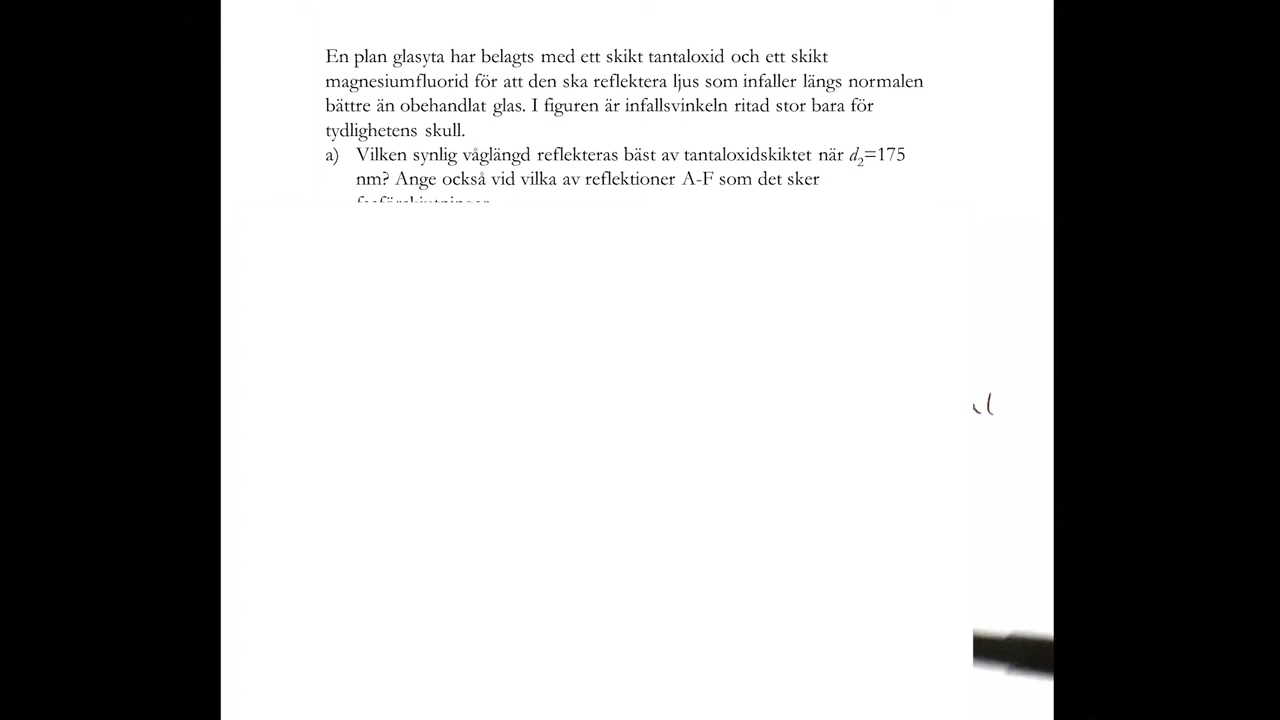 En plan glasyta har belagts med ett skikt tantaloxid och ett skikt
magnesiumfluorid för att den ska reflektera ljus som infaller längs normalen
bättre än obehandlat glas. I figuren är infallsvinkeln ritad stor bara för
tydlighetens skull.
a) Vilken synlig våglängd reflekteras bäst av tantaloxidskiktet när d₂=175
nm? Ange också vid vilka av reflektioner A-F som det sker